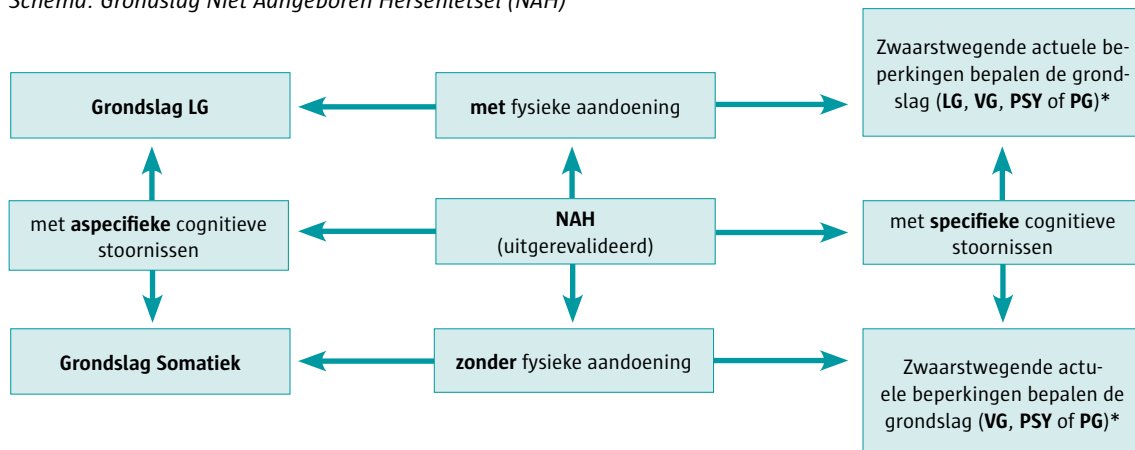 Schema: Grondslag Niet Aangeboren Hersenletsel (NAH)
Grondslag LG
met fysieke aandoening
Zwaarstwegende actuele be-
perkingen bepalen de grond-
slag (LG, VG, PSY of PG)*
met aspecifieke cognitieve
stoornissen
NAH
(uitgerevalideerd)
met specifieke cognitieve
stoornissen
Grondslag Somatiek
zonder fysieke aandoening
Zwaarstwegende actu-
ele beperkingen bepalen de
grondslag (VG, PSY of PG)*